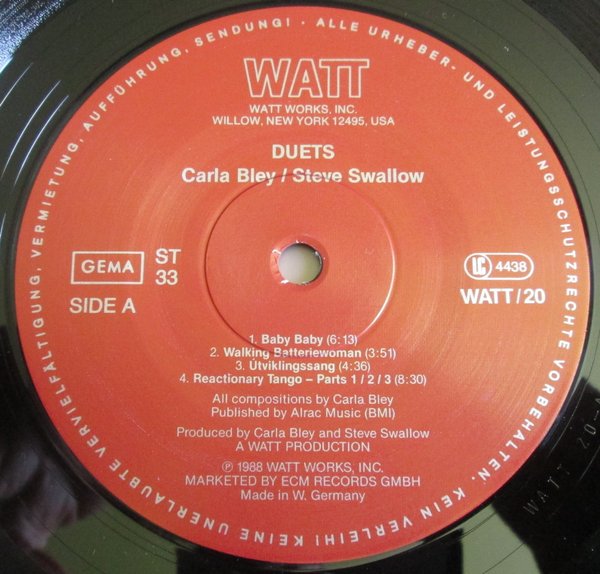 ALLE URHEBER- UND LEISTUNGSSCHUTZRECHTE VORBEHALTEN. KEIN VERLEIH! KEINE UNERLAUBTE VERVIELFÄLTIGUNG, VERMIETUNG, AUFFÜHRUNG, SENDUNG! ·
WATT
WATT WORKS, INC.
WILLOW, NEW YORK 12495, USA
DUETS
Carla Bley / Steve Swallow
GEMA
ST
33
SIDE A
LC 4438
WATT/20
1. Baby Baby (6:13)
2. Walking Batteriewoman (3:51)
3. Útviklingssang (4:36)
4. Reactionary Tango – Parts 1 / 2 / 3 (8:30)
All compositions by Carla Bley
Published by Alrac Music (BMI)
Produced by Carla Bley and Steve Swallow
A WATT PRODUCTION
℗ 1988 WATT WORKS, INC.
MARKETED BY ECM RECORDS GMBH
Made in W. Germany
WATT 20-A